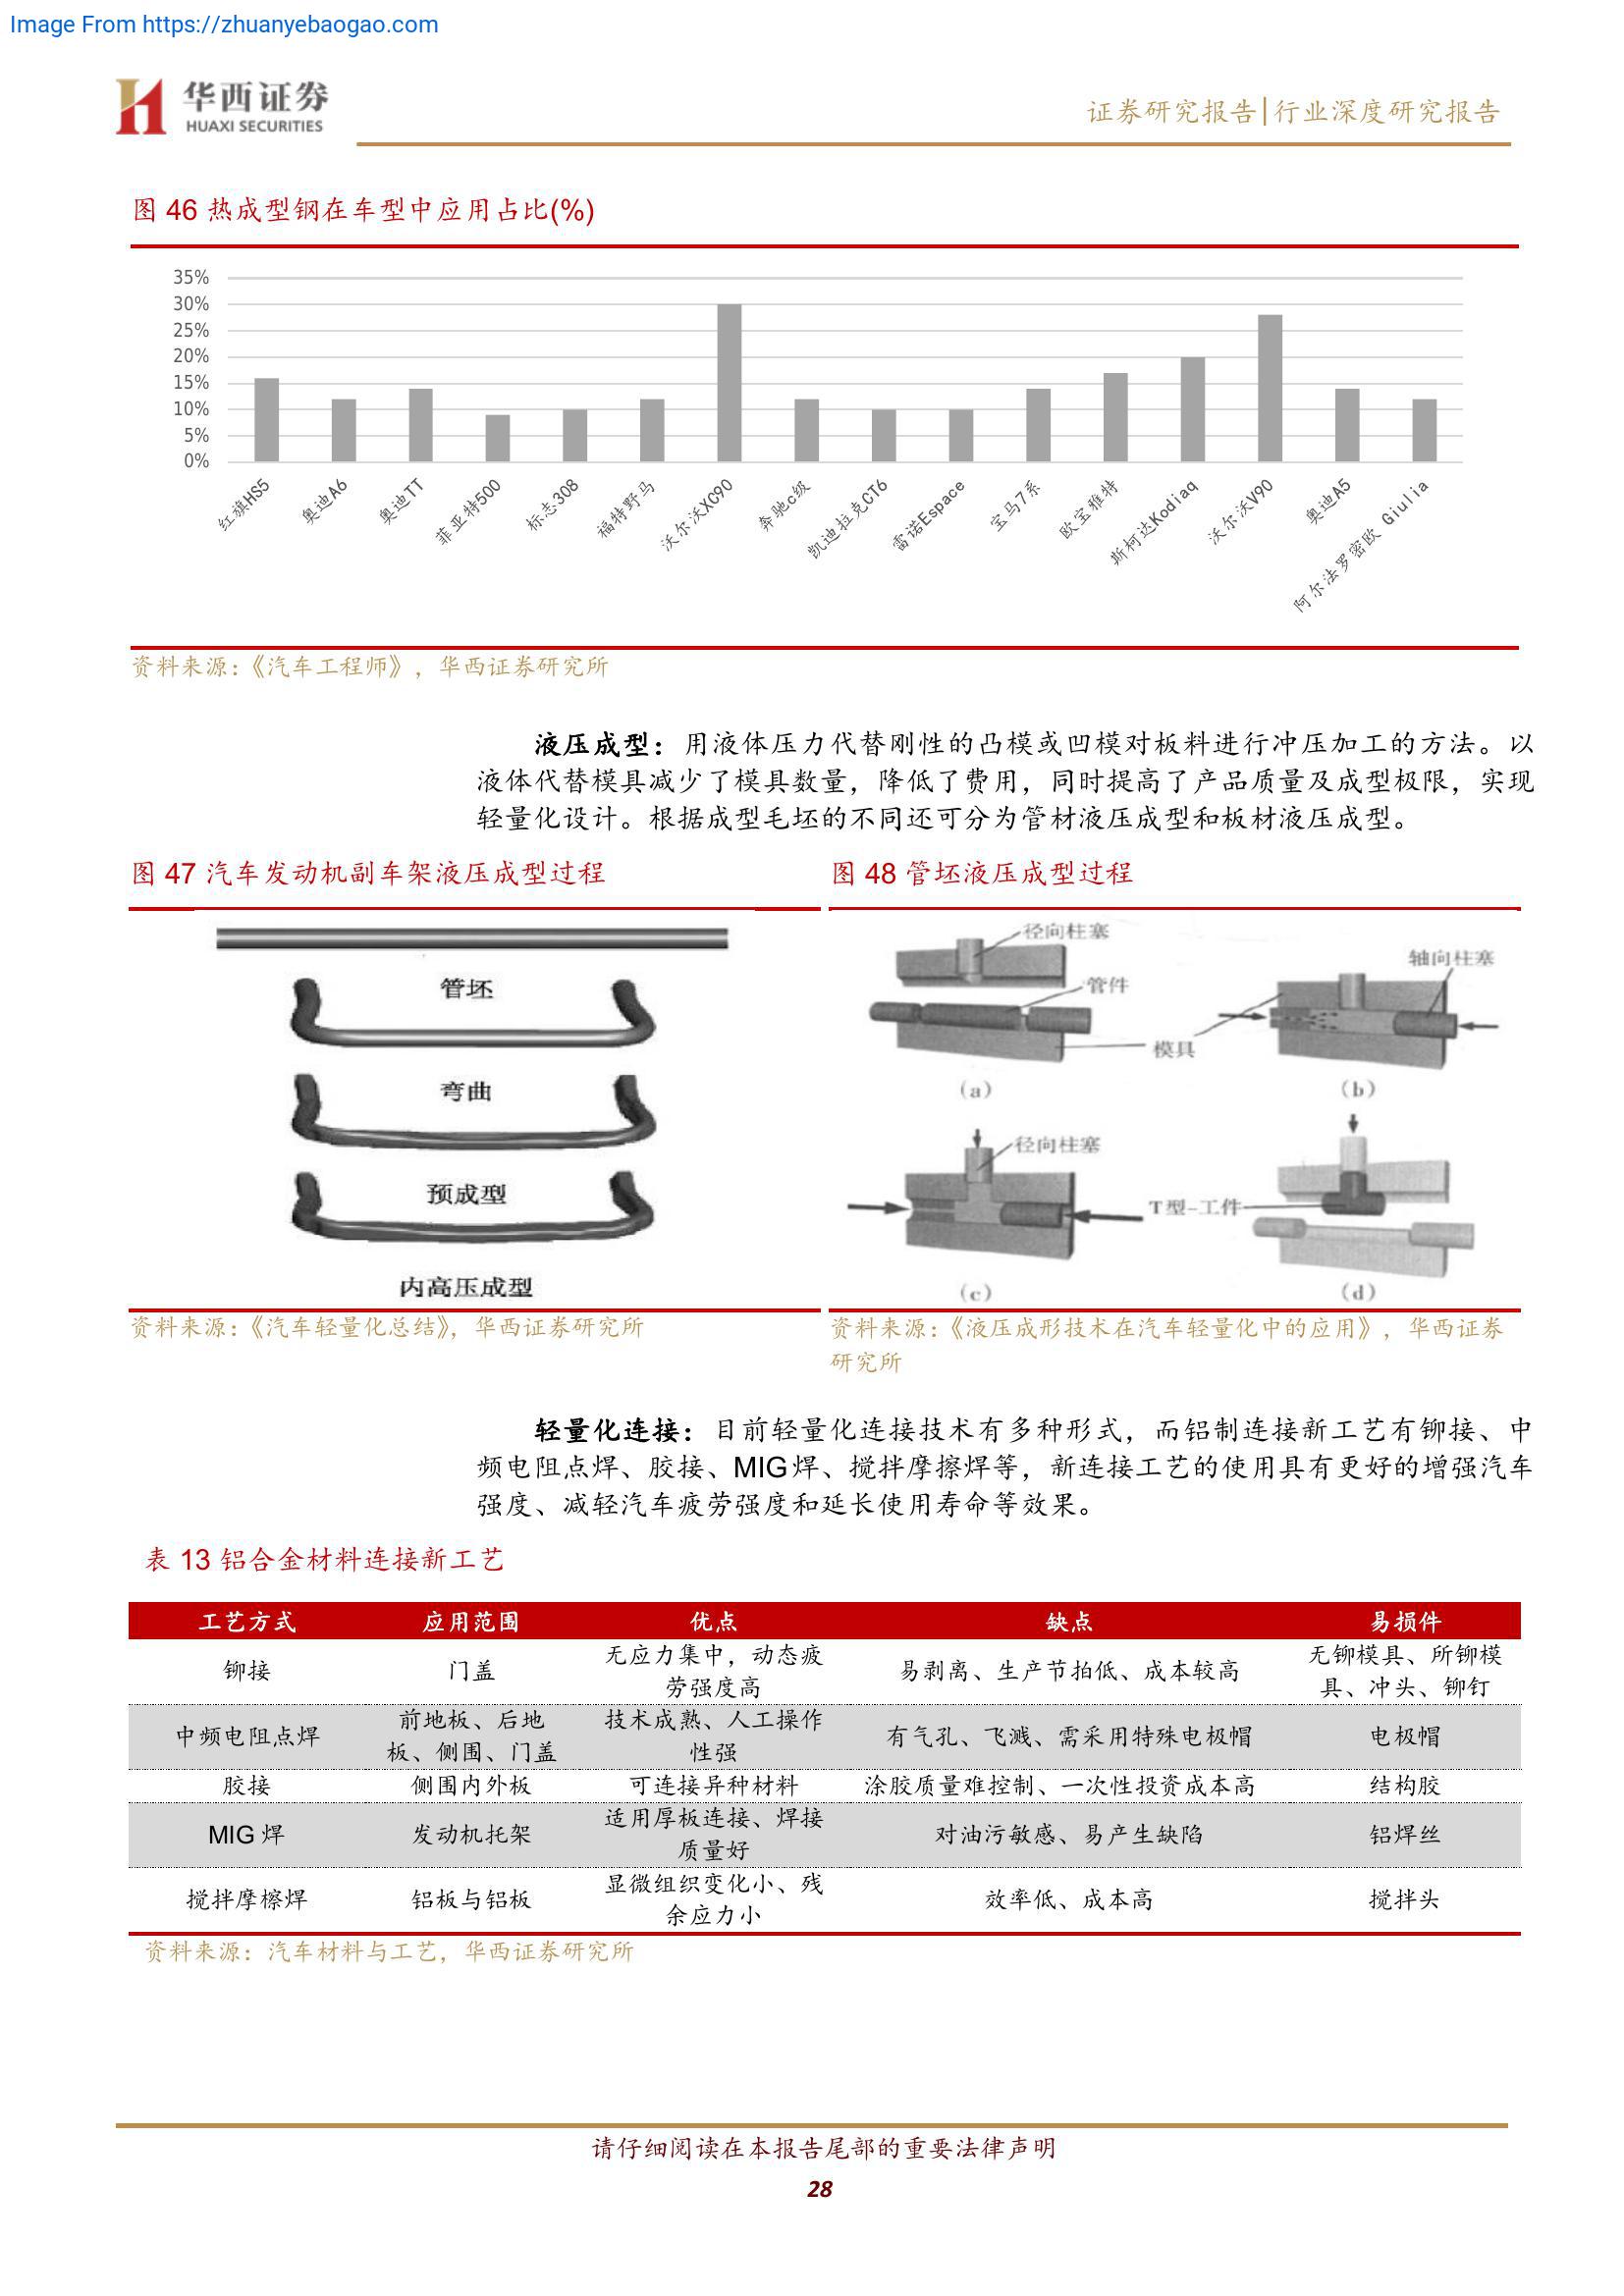 Image From https://zhuanyebaogao.com
华西证券
HUAXI SECURITIES
证券研究报告|行业深度研究报告
图 46 热成型钢在车型中应用占比(%)
35%
30%
25%
20%
15%
10%
5%
0%
红旗HS5
奥迪A6
奥迪TT
菲亚特500
标志308
福特野马
沃尔沃XC90
奔驰c级
凯迪拉克CT6
雷诺Espace
宝马7系
欧宝雅特
斯柯达Kodiaq
沃尔沃V90
奥迪A5
阿尔法罗密欧 Giulia
资料来源：《汽车工程师》，华西证券研究所
液压成型：用液体压力代替刚性的凸模或凹模对板料进行冲压加工的方法。以
液体代替模具减少了模具数量，降低了费用，同时提高了产品质量及成型极限，实现
轻量化设计。根据成型毛坯的不同还可分为管材液压成型和板材液压成型。
图 47 汽车发动机副车架液压成型过程
管坯
弯曲
预成型
内高压成型
资料来源：《汽车轻量化总结》，华西证券研究所
图 48 管坯液压成型过程
径向柱塞
管件
轴向柱塞
模具
(a)
(b)
径向柱塞
T型-工件
(c)
(d)
资料来源：《液压成形技术在汽车轻量化中的应用》，华西证券
研究所
轻量化连接：目前轻量化连接技术有多种形式，而铝制连接新工艺有铆接、中
频电阻点焊、胶接、MIG焊、搅拌摩擦焊等，新连接工艺的使用具有更好的增强汽车
强度、减轻汽车疲劳强度和延长使用寿命等效果。
表 13 铝合金材料连接新工艺
工艺方式 应用范围 优点 缺点 易损件
铆接 门盖 无应力集中，动态疲 易剥离、生产节拍低、成本较高 无铆模具、所铆模
劳强度高 具、冲头、铆钉
中频电阻点焊 前地板、后地 技术成熟、人工操作 有气孔、飞溅、需采用特殊电极帽 电极帽
板、侧围、门盖 性强
胶接 侧围内外板 可连接异种材料 涂胶质量难控制、一次性投资成本高 结构胶
MIG 焊 发动机托架 适用厚板连接、焊接 对油污敏感、易产生缺陷 铝焊丝
质量好
搅拌摩擦焊 铝板与铝板 显微组织变化小、残 效率低、成本高 搅拌头
余应力小
资料来源：汽车材料与工艺，华西证券研究所
请仔细阅读在本报告尾部的重要法律声明
28